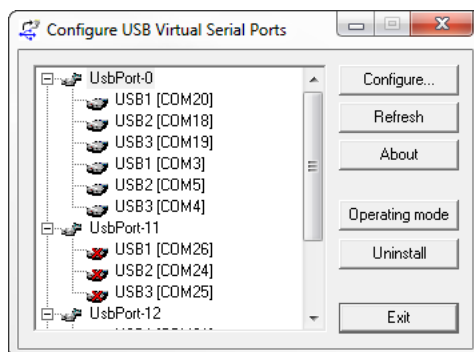 Configure USB Virtual Serial Ports
UsbPort-0
USB1 [COM20]
USB2 [COM18]
USB3 [COM19]
USB1 [COM3]
USB2 [COM5]
USB3 [COM4]
UsbPort-11
USB1 [COM26]
USB2 [COM24]
USB3 [COM25]
UsbPort-12
Configure...
Refresh
About
Operating mode
Uninstall
Exit